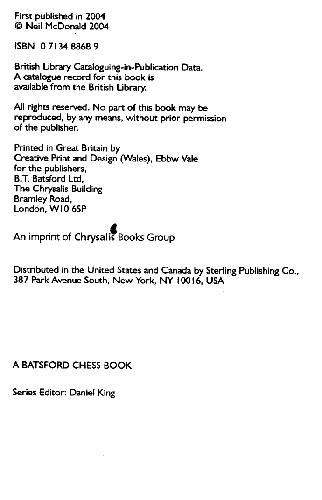 First published in 2004
© Neil McDonald 2004
ISBN 0 7134 8868 9
British Library Cataloguing-in-Publication Data.
A catalogue record for this book is
available from the British Library.
All rights reserved. No part of this book may be
reproduced, by any means, without prior permission
of the publisher.
Printed in Great Britain by
Creative Print and Design (Wales), Ebbw Vale
for the publishers,
B.T. Batsford Ltd,
The Chrysalis Building
Bramley Road,
London, W10 6SP
An imprint of Chrysalis Books Group
Distributed in the United States and Canada by Sterling Publishing Co.,
387 Park Avenue South, New York, NY 10016, USA
A BATSFORD CHESS BOOK
Series Editor: Daniel King